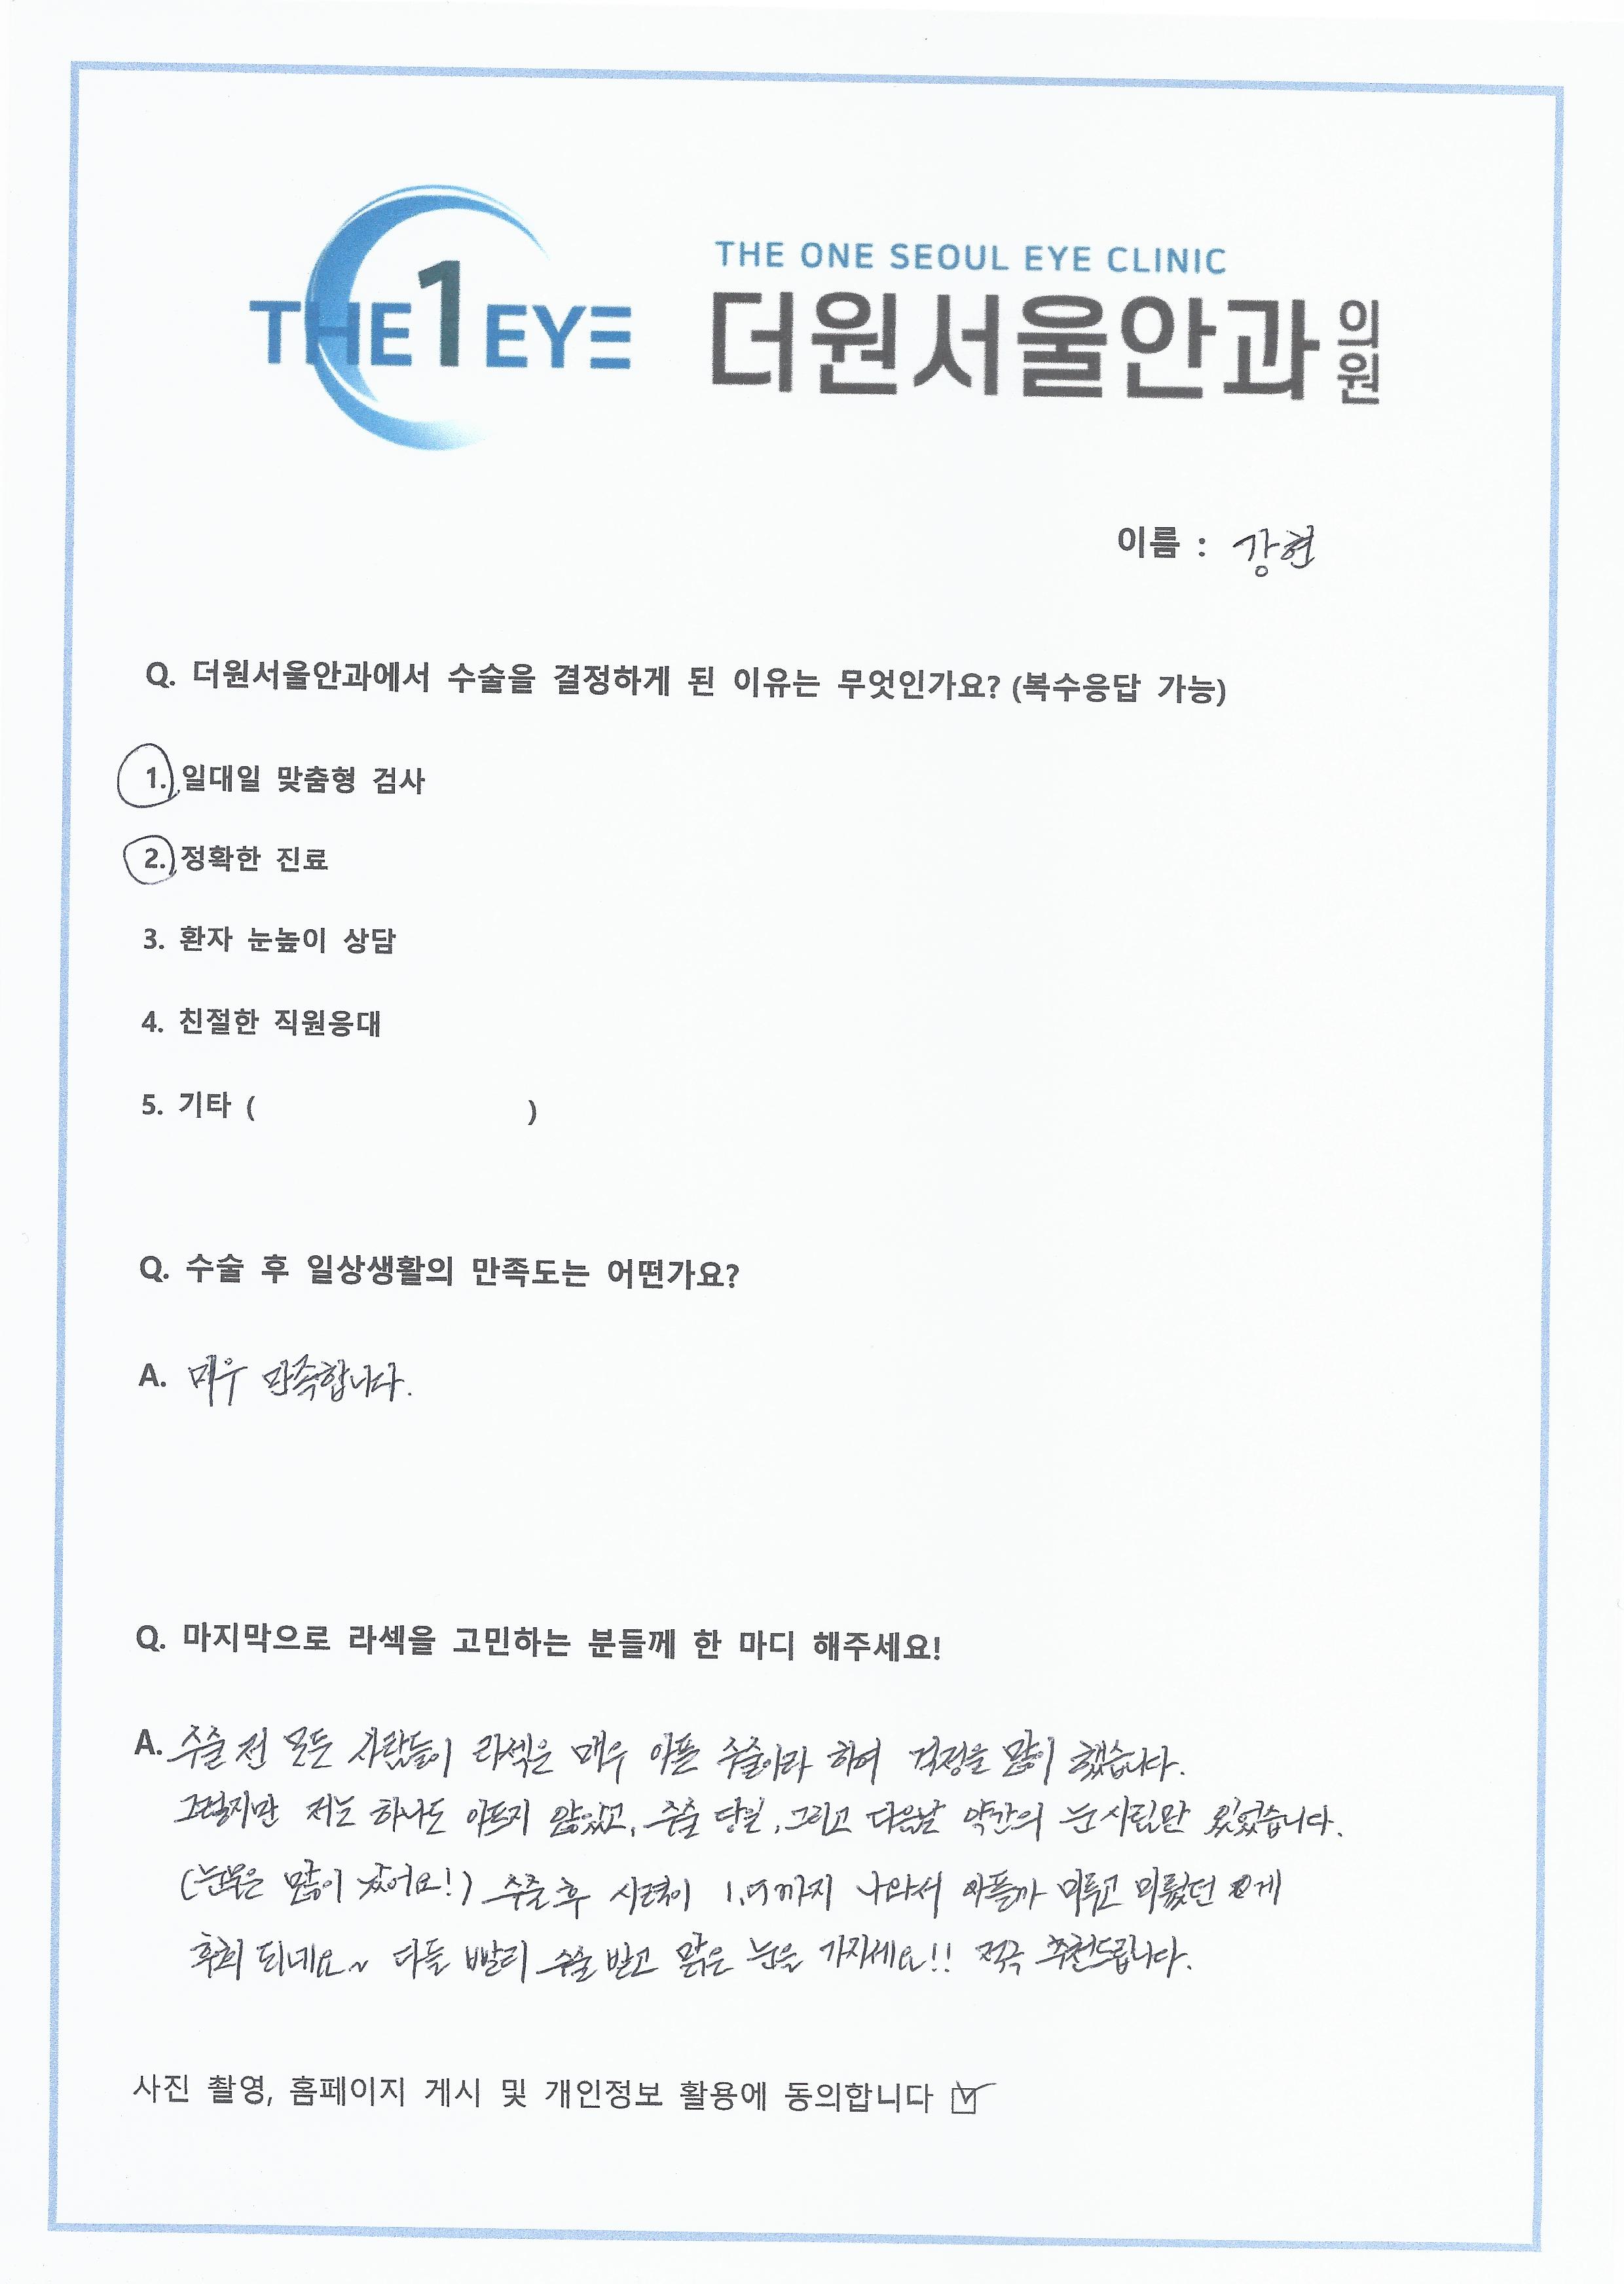 THE 1 EYE
THE ONE SEOUL EYE CLINIC
더원서울안과의원
이름 : 강현
Q. 더원서울안과에서 수술을 결정하게 된 이유는 무엇인가요? (복수응답 가능)
1. 일대일 맞춤형 검사
2. 정확한 진료
3. 환자 눈높이 상담
4. 친절한 직원응대
5. 기타 ( )
Q. 수술 후 일상생활의 만족도는 어떤가요?
A. 매우 만족합니다.
Q. 마지막으로 라섹을 고민하는 분들께 한 마디 해주세요!
A. 수술 전 모든 사람들이 라섹은 매우 아픈 수술이라 하여 걱정을 많이 했습니다.
그렇지만 저는 하나도 아프지 않았고, 수술 당일, 그리고 다음날 약간의 눈시림만 있었습니다.
(눈물은 많이 났어요!) 수술 후 시력이 까지 나와서 아플까 미루고 미뤘던 게
후회 되네요~ 다들 빨리 수술 받고 맑은 눈을 가지세요!! 적극 추천드립니다.
사진 촬영, 홈페이지 게시 및 개인정보 활용에 동의합니다 ☑